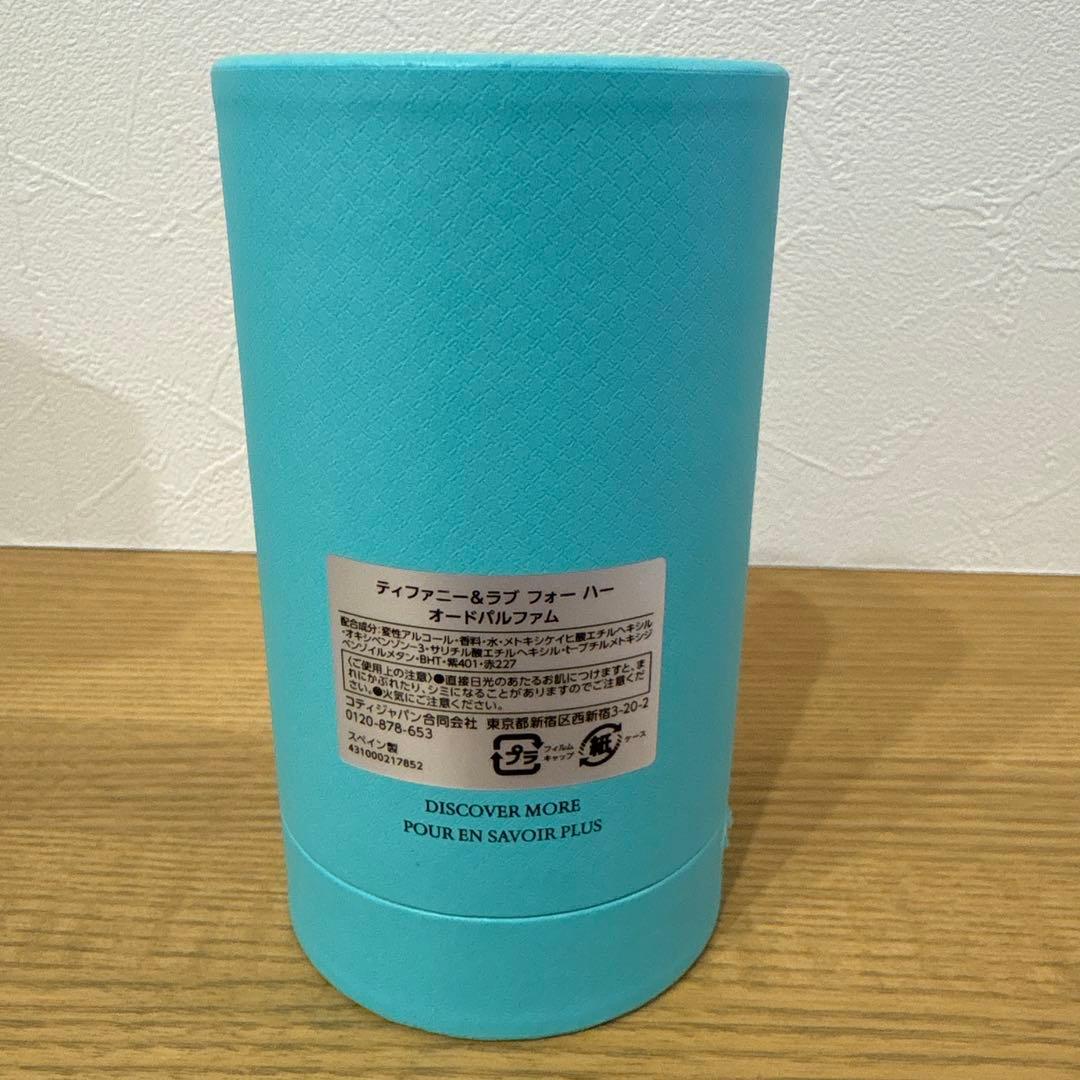 ティファニー&ラブ フォー ハー
オードパルファム
配合成分:変性アルコール・香料・水・メトキシケイヒ酸エチルヘキシル
・オキシベンゾン-3・サリチル酸エチルヘキシル・t-ブチルメトキシジ
ベンゾイルメタン・BHT・紫401・赤227
〈ご使用上の注意〉●直接日光のあたるお肌につけますと、ま
れにかぶれたり、シミになることがありますのでご注意くだ
さい。●火気にご注意ください。
コティジャパン合同会社 東京都新宿区西新宿3-20-2
0120-878-653
スペイン製
431000217852
プラ
フィルム
キャップ
紙
ケース
DISCOVER MORE
POUR EN SAVOIR PLUS